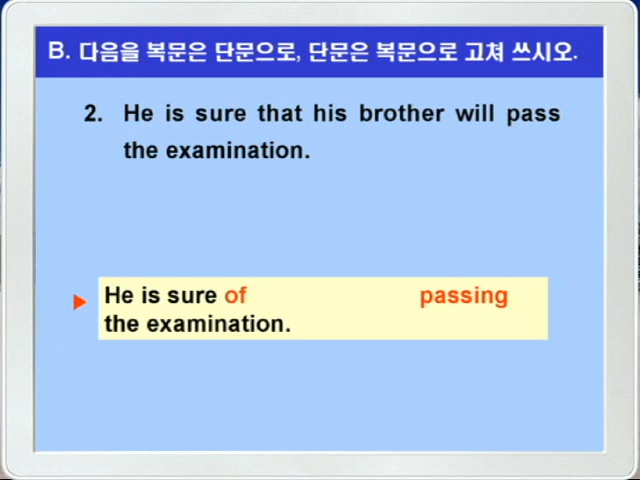 B. 다음을 복문은 단문으로, 단문은 복문으로 고쳐 쓰시오.
2. He is sure that his brother will pass
the examination.
He is sure of passing
the examination.